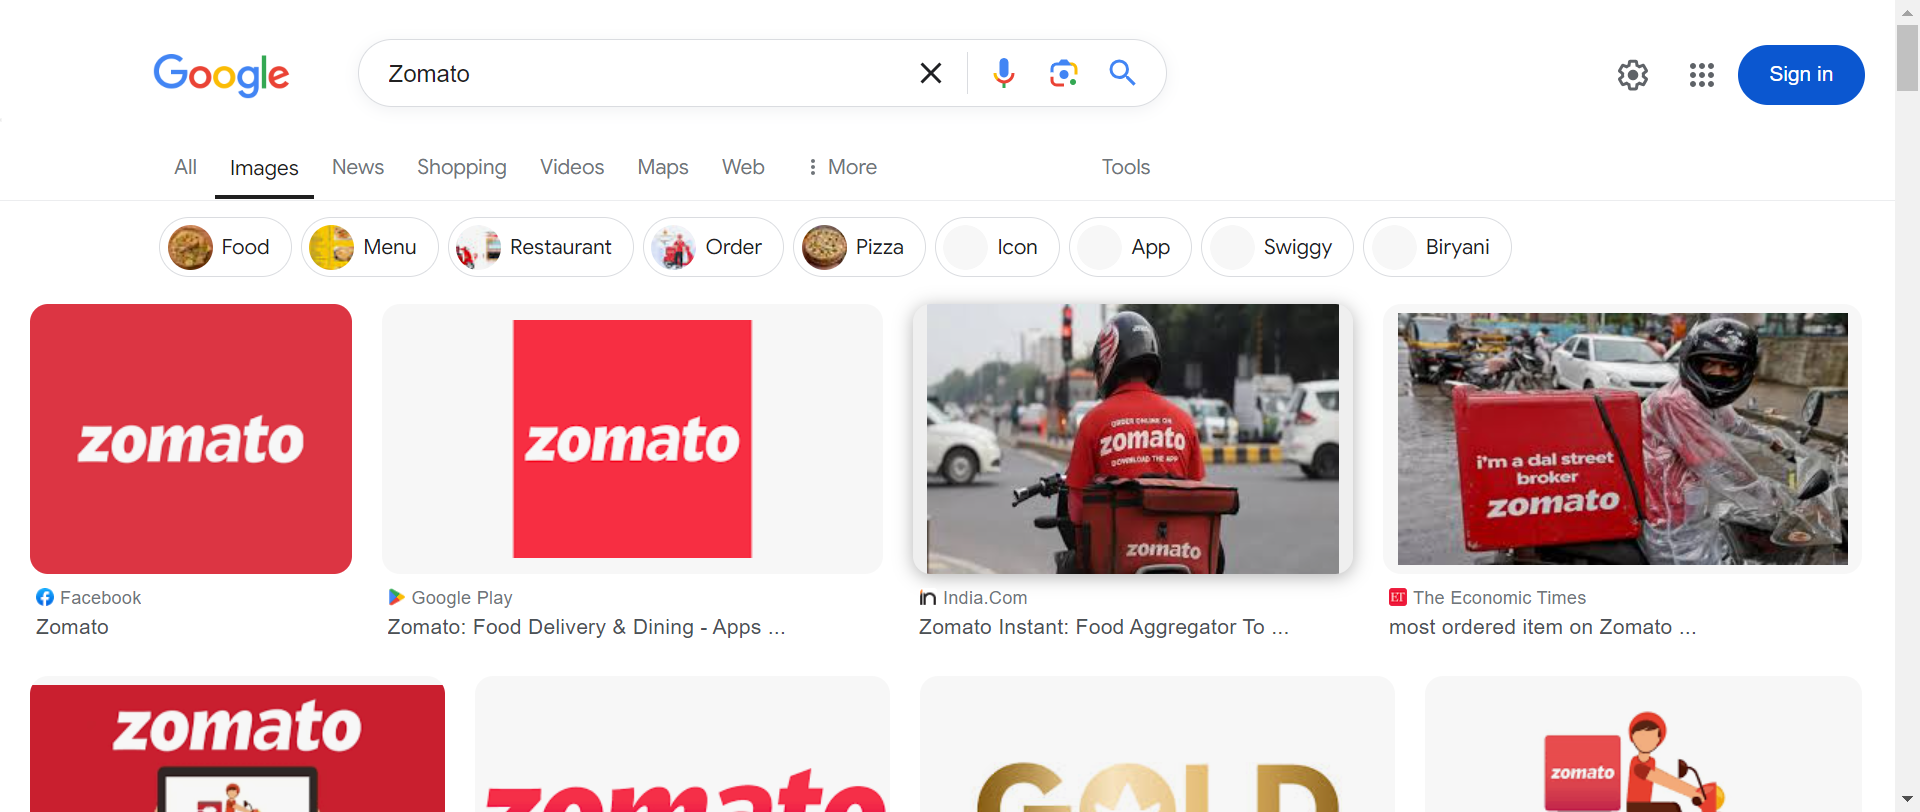 Google
Zomato
Sign in
All
Images
News
Shopping
Videos
Maps
Web
More
Tools
Food
Menu
Restaurant
Order
Pizza
Icon
App
Swiggy
Biryani
zomato
zomato
ORDER ONLINE ON
zomato
DOWNLOAD THE APP
zomato
i'm a dal street
broker
zomato
Facebook
Zomato
Google Play
Zomato: Food Delivery & Dining - Apps ...
in India.Com
Zomato Instant: Food Aggregator To ...
ET The Economic Times
most ordered item on Zomato ...
zomato
zomato
GOLD
zomato